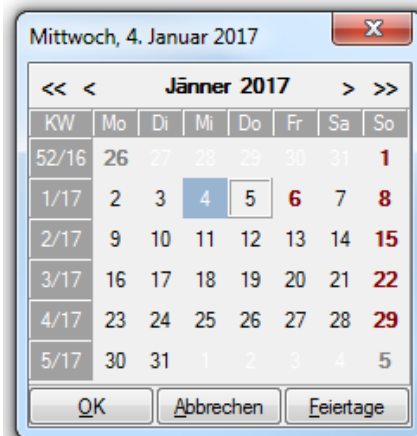 Mittwoch, 4. Januar 2017
<< < Jänner 2017 > >>
KW Mo Di Mi Do Fr Sa So
52/16 26 27 28 29 30 31 1
1/17 2 3 4 5 6 7 8
2/17 9 10 11 12 13 14 15
3/17 16 17 18 19 20 21 22
4/17 23 24 25 26 27 28 29
5/17 30 31 1 2 3 4 5
OK Abbrechen Feiertage